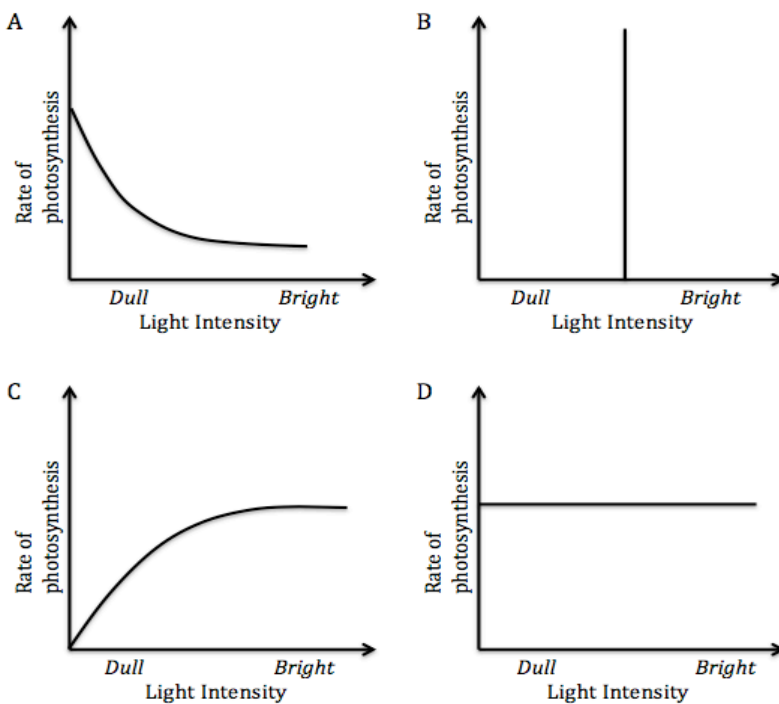 A
Rate of
photosynthesis
Dull Bright
Light Intensity
B
Rate of
photosynthesis
Dull Bright
Light Intensity
C
Rate of
photosynthesis
Dull Bright
Light Intensity
D
Rate of
photosynthesis
Dull Bright
Light Intensity